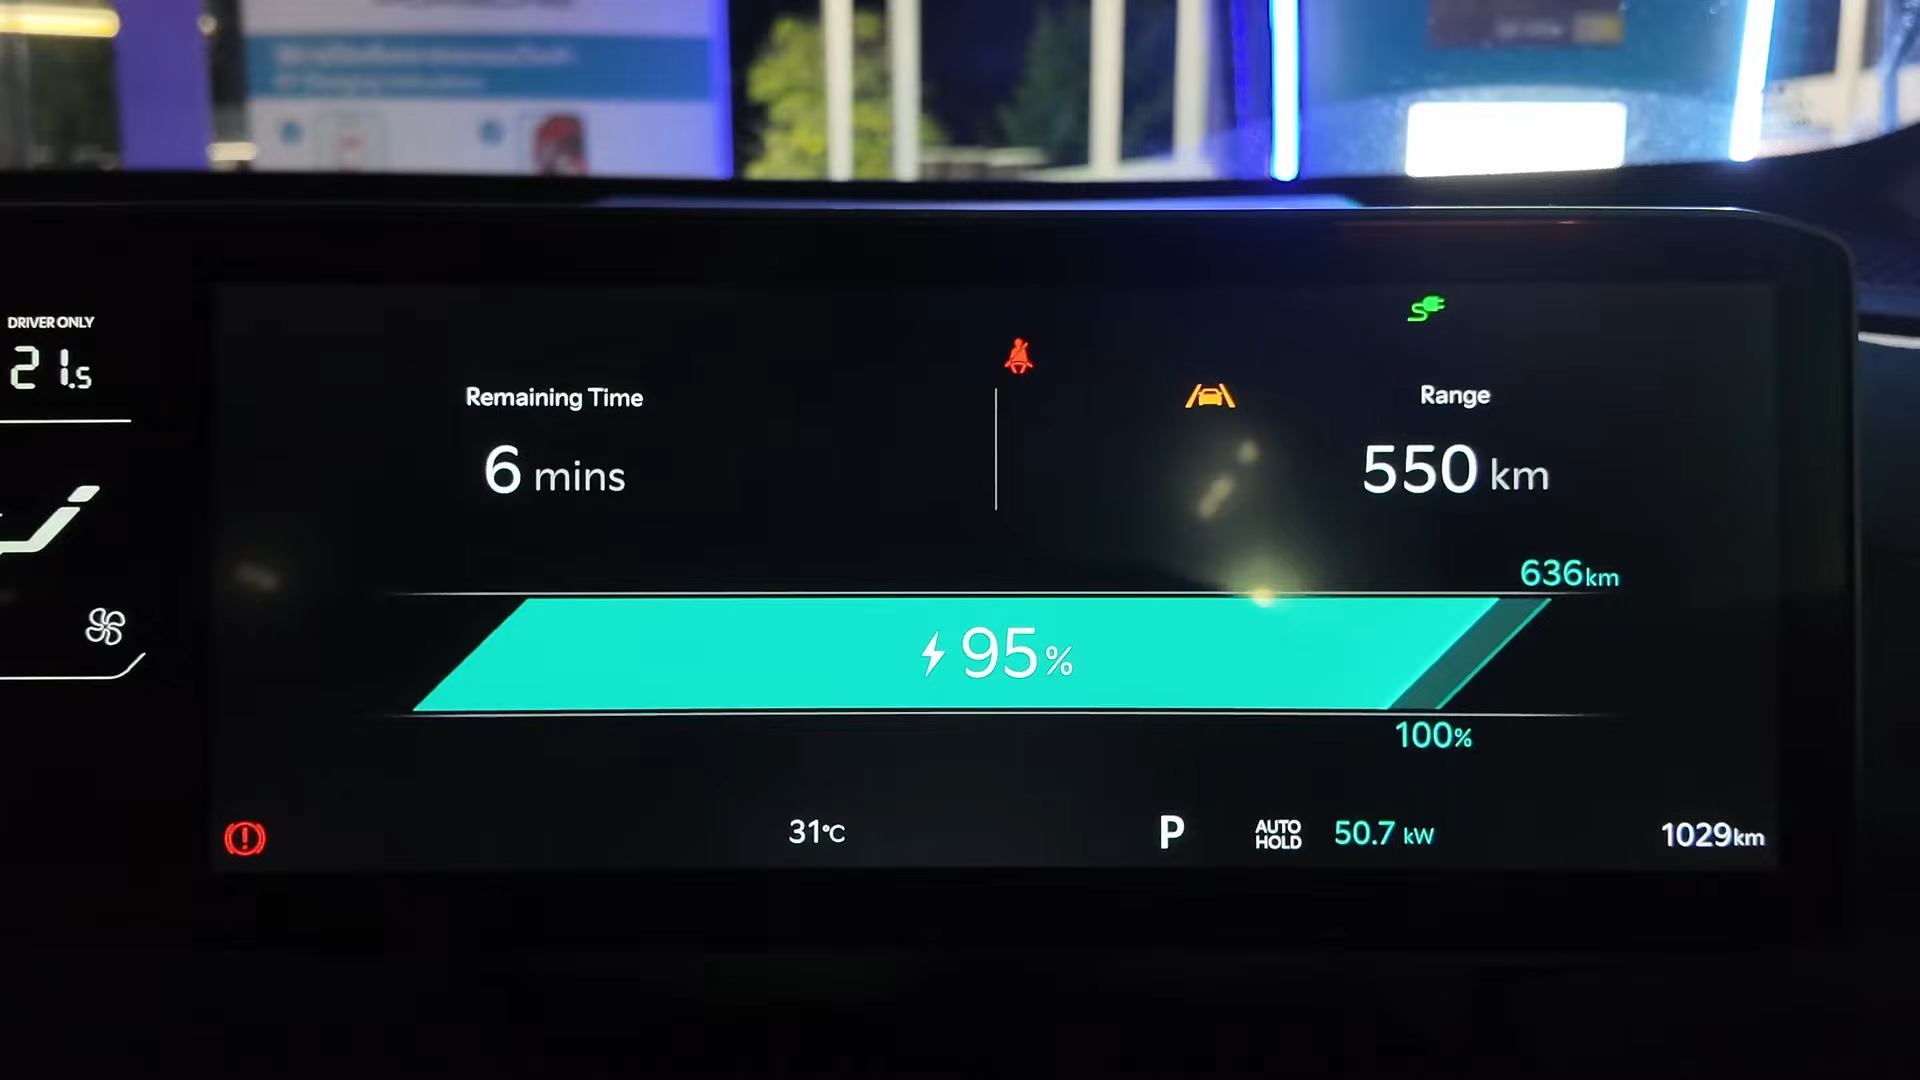 DRIVER ONLY
21.5
Remaining Time
6 mins
Range
550 km
636km
95%
100%
31°C
P
AUTO
HOLD
50.7 kW
1029km